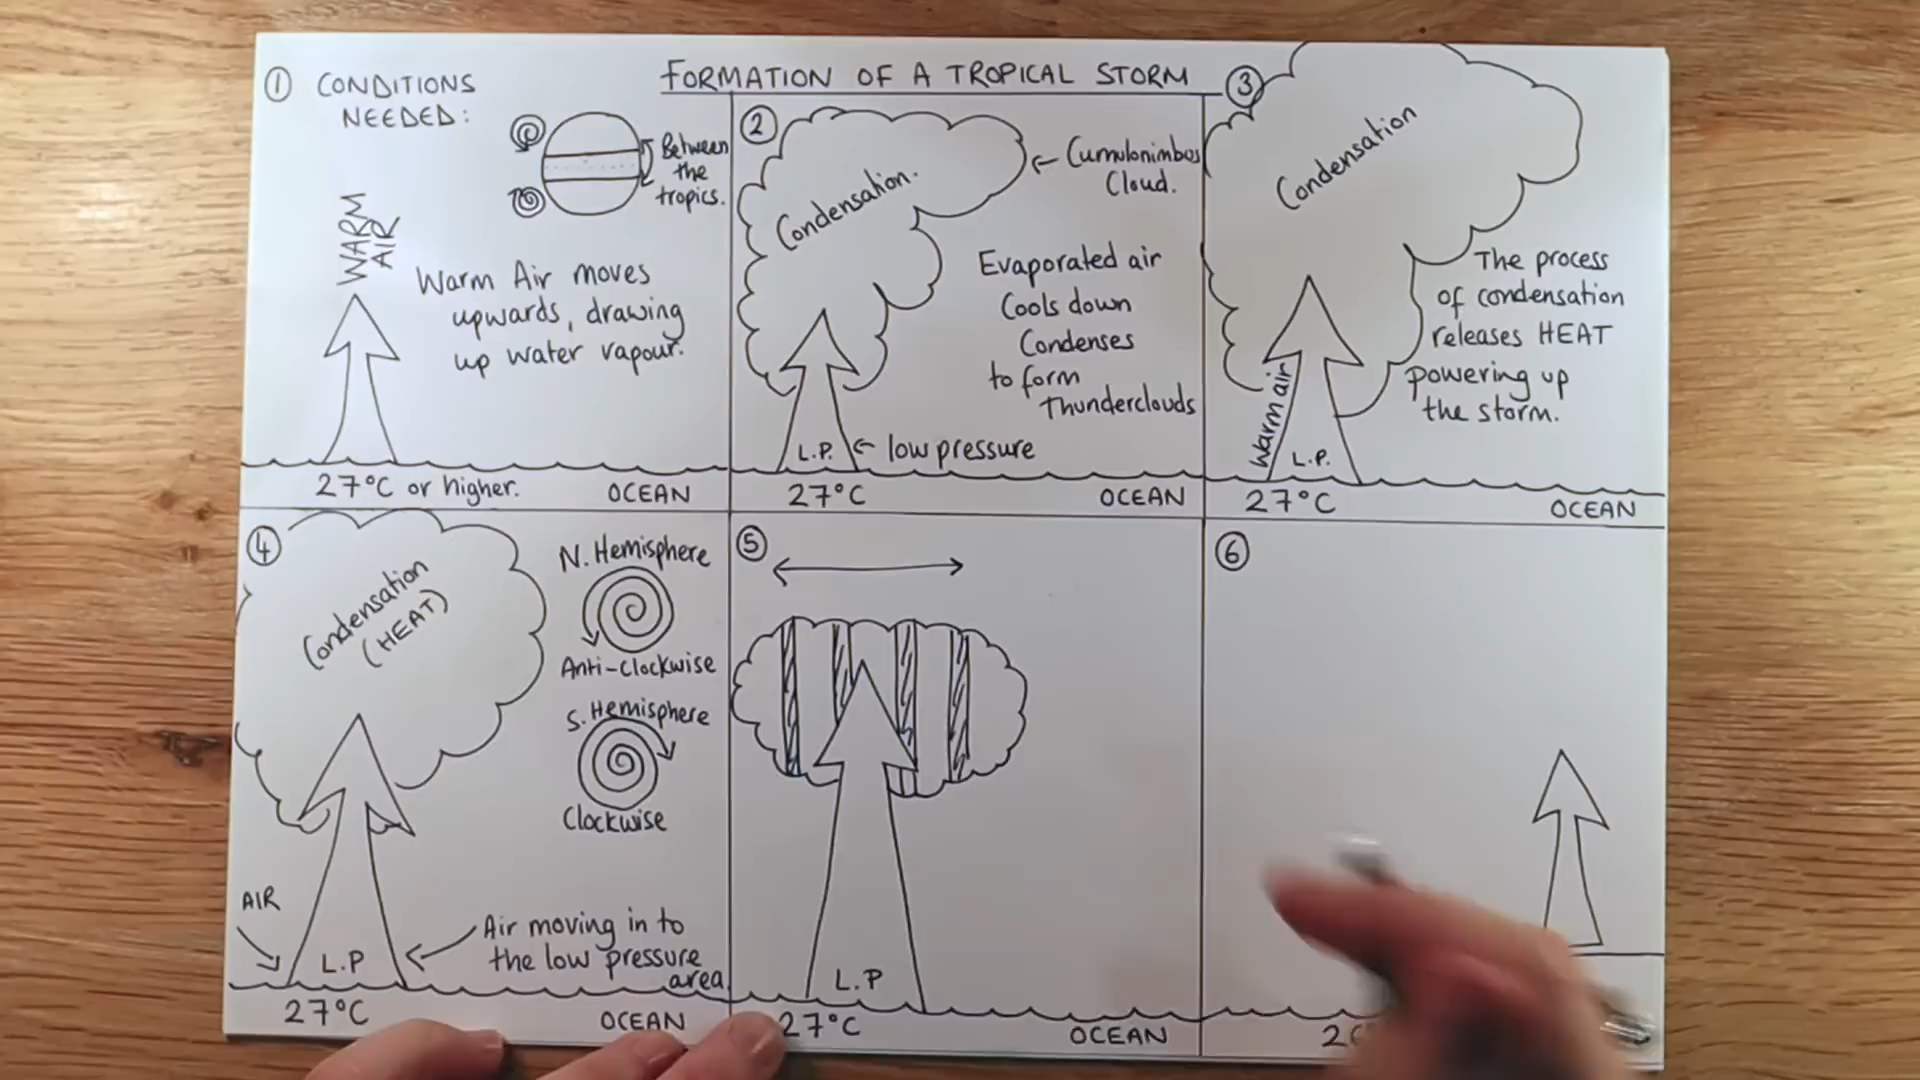 FORMATION OF A TROPICAL STORM
① CONDITIONS
NEEDED:
Between
the
tropics.
WARM
AIR
Warm Air moves
upwards, drawing
up water vapour.
27°C or higher.
OCEAN
②
Condensation.
← Cumulonimbos
Cloud.
Evaporated air
Cools down
Condenses
to form
Thunderclouds
L.P.
← low pressure
27°C
OCEAN
③
Condensation
The process
of condensation
releases HEAT
powering up
the storm.
Warm air
L.P.
27°C
OCEAN
④
Condensation
(HEAT)
N. Hemisphere
Anti-Clockwise
S. Hemisphere
Clockwise
AIR
L.P
Air moving in to
the low pressure
area.
27°C
OCEAN
⑤
L.P
27°C
OCEAN
⑥